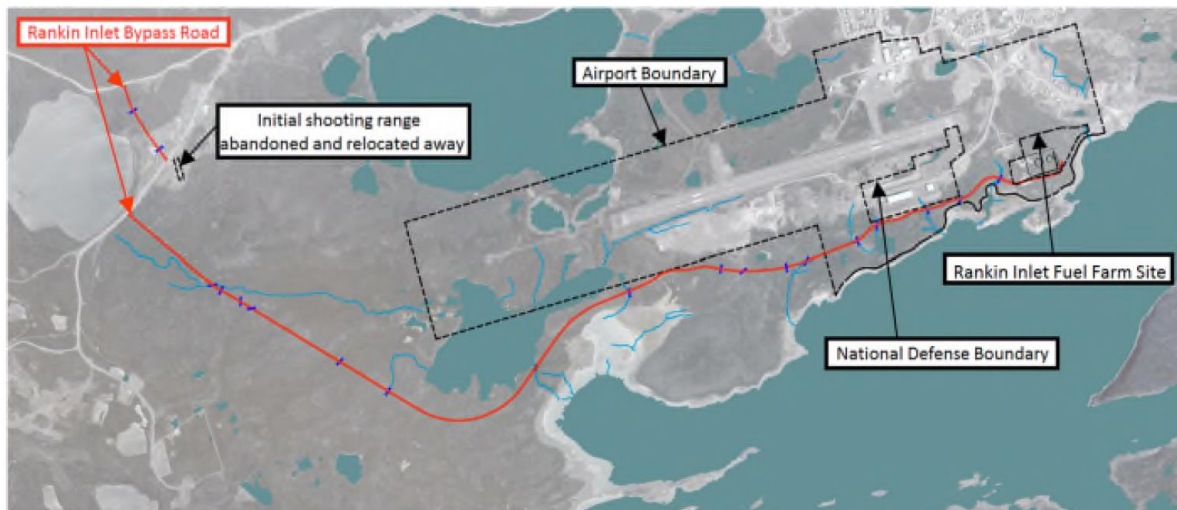 Rankin Inlet Bypass Road
Airport Boundary
Initial shooting range
abandoned and relocated away
Rankin Inlet Fuel Farm Site
National Defense Boundary